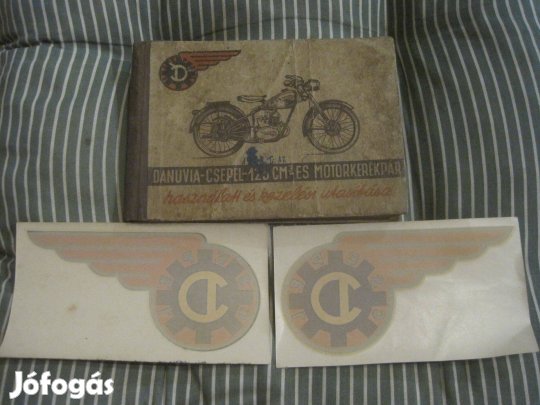 D
DANUVIA-CSEPEL-125 CM³-ES MOTORKERÉKPÁR
használati és kezelési utasítása
Jófogás